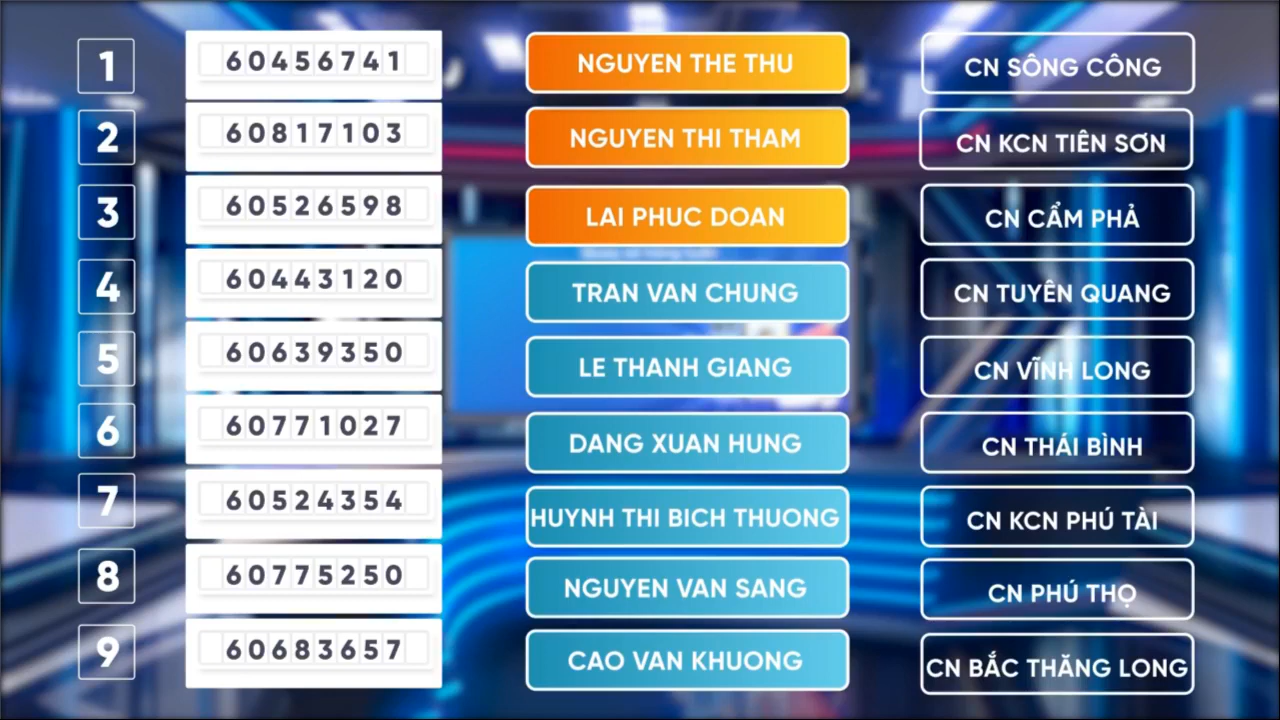 1 60456741 NGUYEN THE THU CN SÔNG CÔNG
2 60817103 NGUYEN THI THAM CN KCN TIÊN SƠN
3 60526598 LAI PHUC DOAN CN CẨM PHẢ
4 60443120 TRAN VAN CHUNG CN TUYÊN QUANG
5 60639350 LE THANH GIANG CN VĨNH LONG
6 60771027 DANG XUAN HUNG CN THÁI BÌNH
7 60524354 HUYNH THI BICH THUONG CN KCN PHÚ TÀI
8 60775250 NGUYEN VAN SANG CN PHÚ THỌ
9 60683657 CAO VAN KHUONG CN BẮC THĂNG LONG